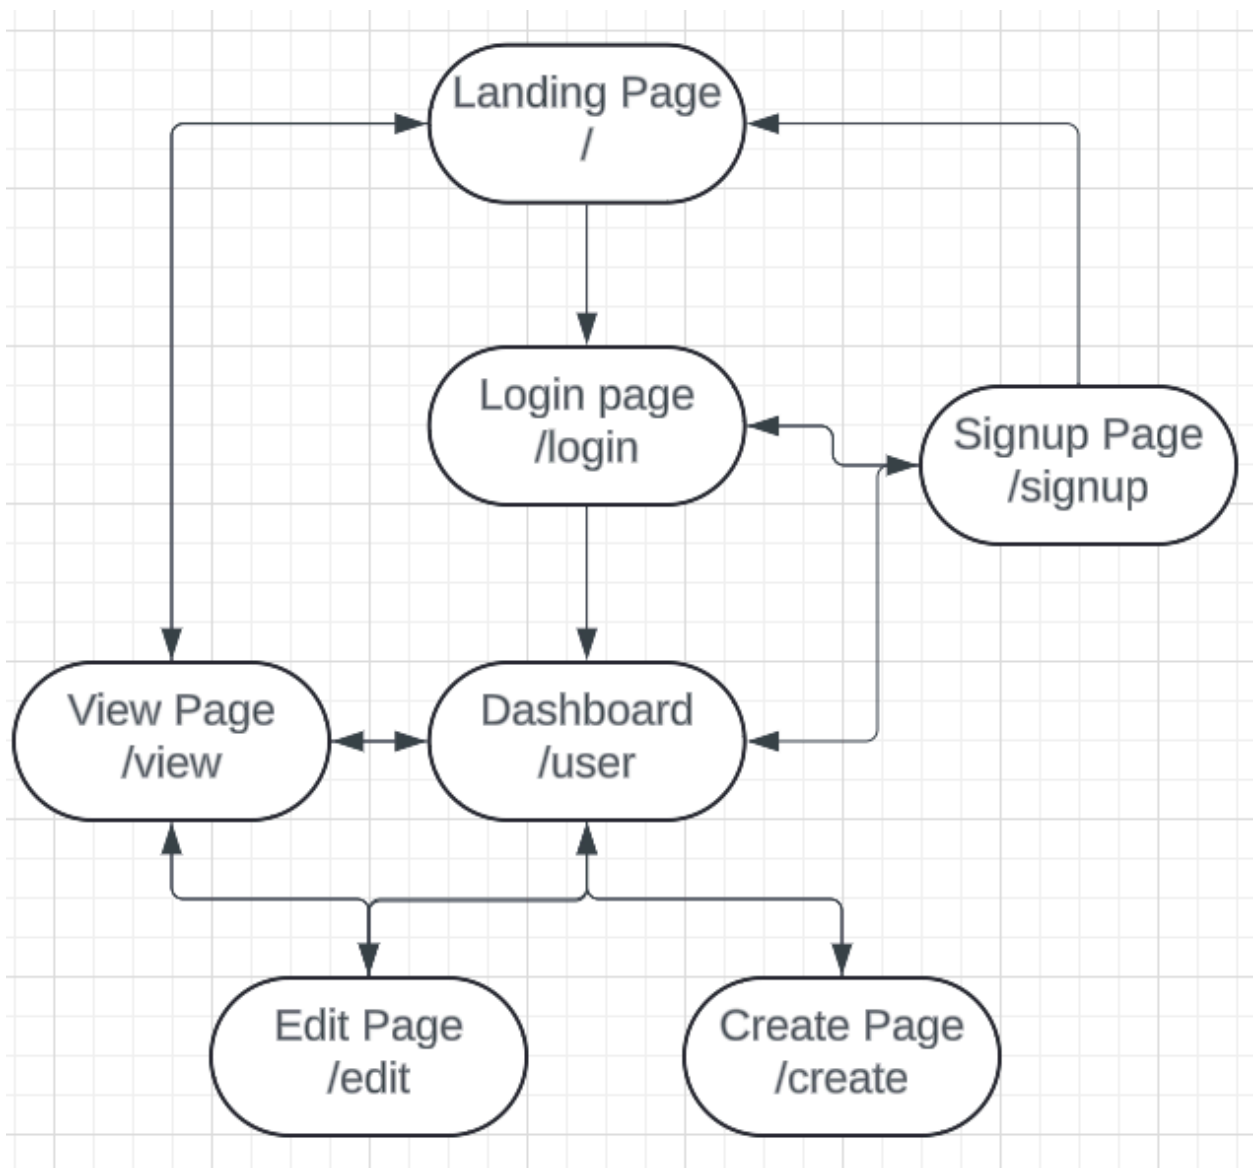 Landing Page
/
Login page
/login
Signup Page
/signup
View Page
/view
Dashboard
/user
Edit Page
/edit
Create Page
/create